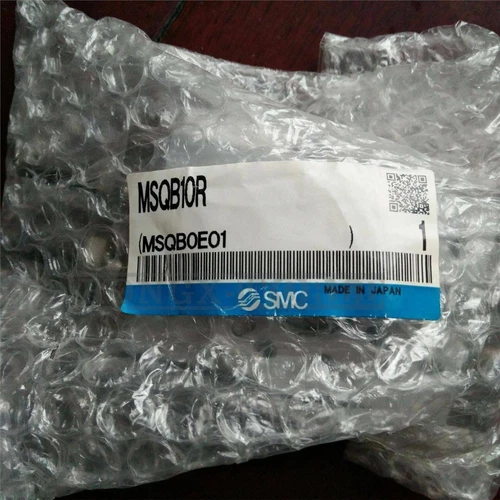 MSQB10R
(MSQB0E01 ) 1
SMC MADE IN JAPAN